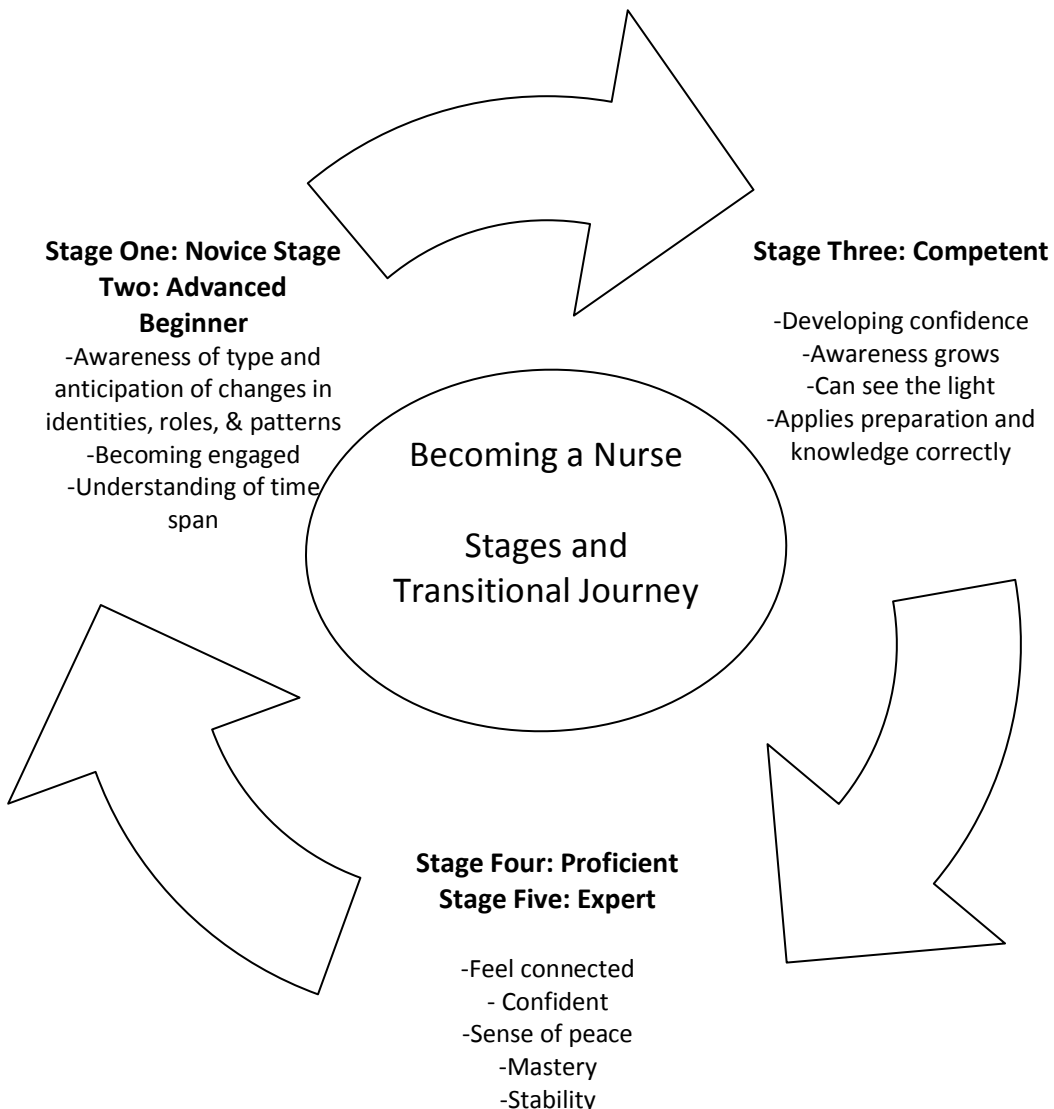 Stage One: Novice Stage
Two: Advanced
Beginner
-Awareness of type and
anticipation of changes in
identities, roles, & patterns
-Becoming engaged
-Understanding of time
span
Stage Three: Competent
-Developing confidence
-Awareness grows
-Can see the light
-Applies preparation and
knowledge correctly
Becoming a Nurse
Stages and
Transitional Journey
Stage Four: Proficient
Stage Five: Expert
-Feel connected
- Confident
-Sense of peace
-Mastery
-Stability